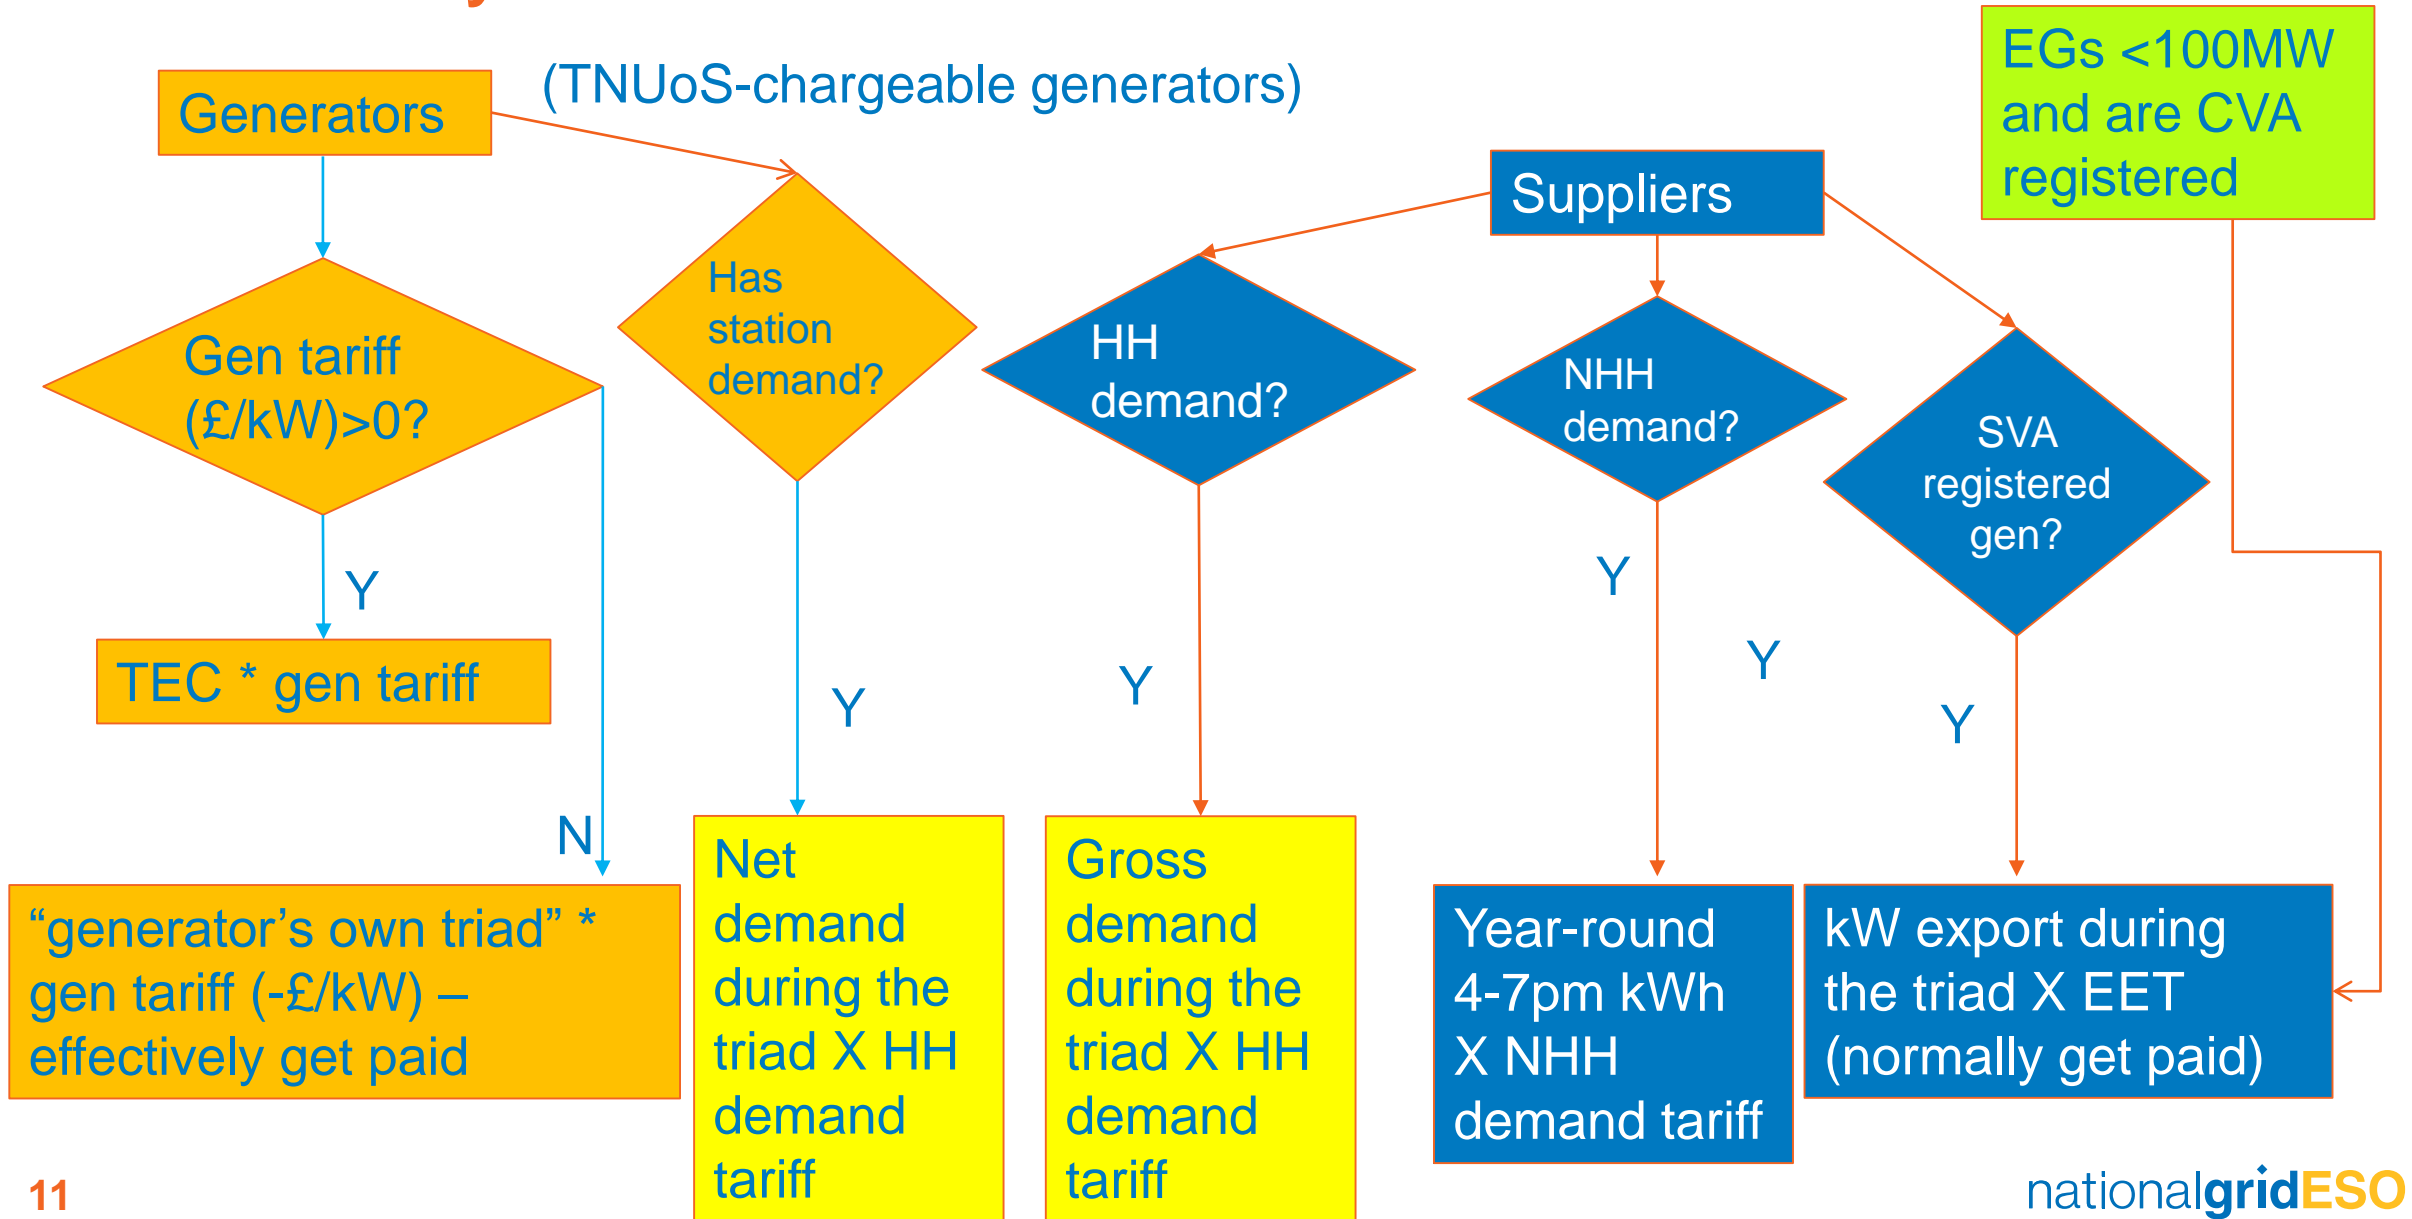 (TNUoS-chargeable generators)
Generators
EGs <100MW
and are CVA
registered
Suppliers
Gen tariff
(£/kW)>0?
Has
station
demand?
HH
demand?
NHH
demand?
SVA
registered
gen?
Y
TEC * gen tariff
Y
Y
Y
Y
Y
N
“generator’s own triad” *
gen tariff (-£/kW) –
effectively get paid
Net
demand
during the
triad X HH
demand
tariff
Gross
demand
during the
triad X HH
demand
tariff
Year-round
4-7pm kWh
X NHH
demand tariff
kW export during
the triad X EET
(normally get paid)
11
nationalgridESO